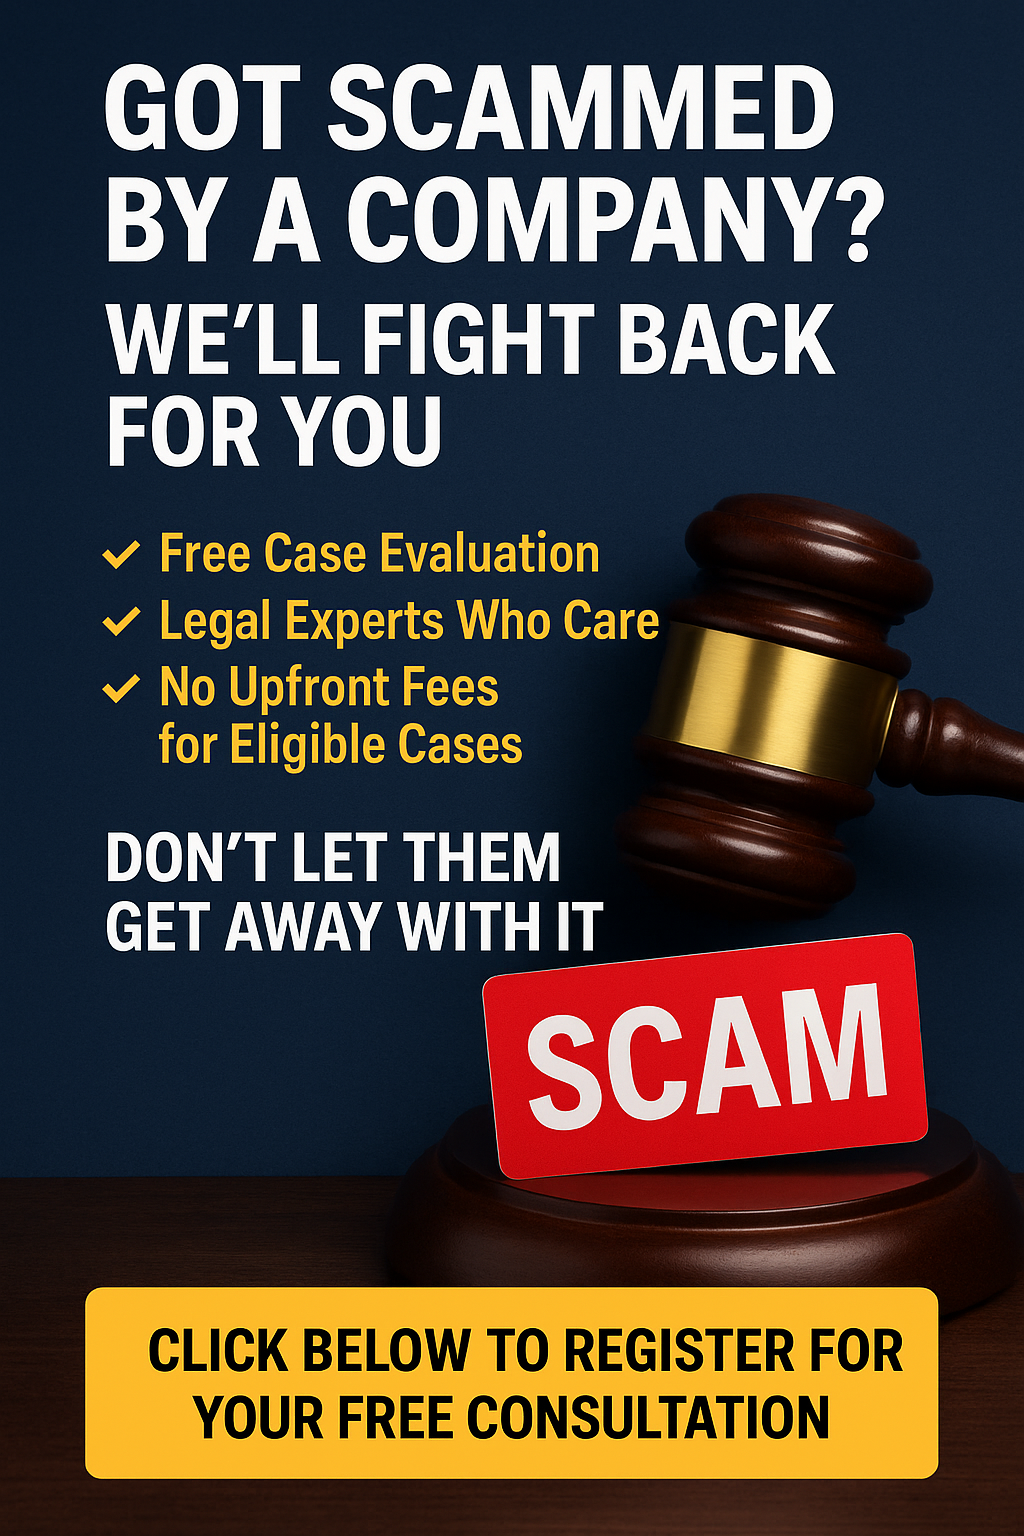 GOT SCAMMED
BY A COMPANY?
WE'LL FIGHT BACK
FOR YOU
✓ Free Case Evaluation
✓ Legal Experts Who Care
✓ No Upfront Fees
for Eligible Cases
DON'T LET THEM
GET AWAY WITH IT
SCAM
CLICK BELOW TO REGISTER FOR
YOUR FREE CONSULTATION